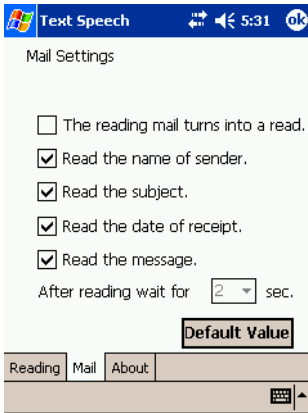 Text Speech 5:31 ok
Mail Settings
The reading mail turns into a read.
Read the name of sender.
Read the subject.
Read the date of receipt.
Read the message.
After reading wait for 2 sec.
Default Value
Reading Mail About